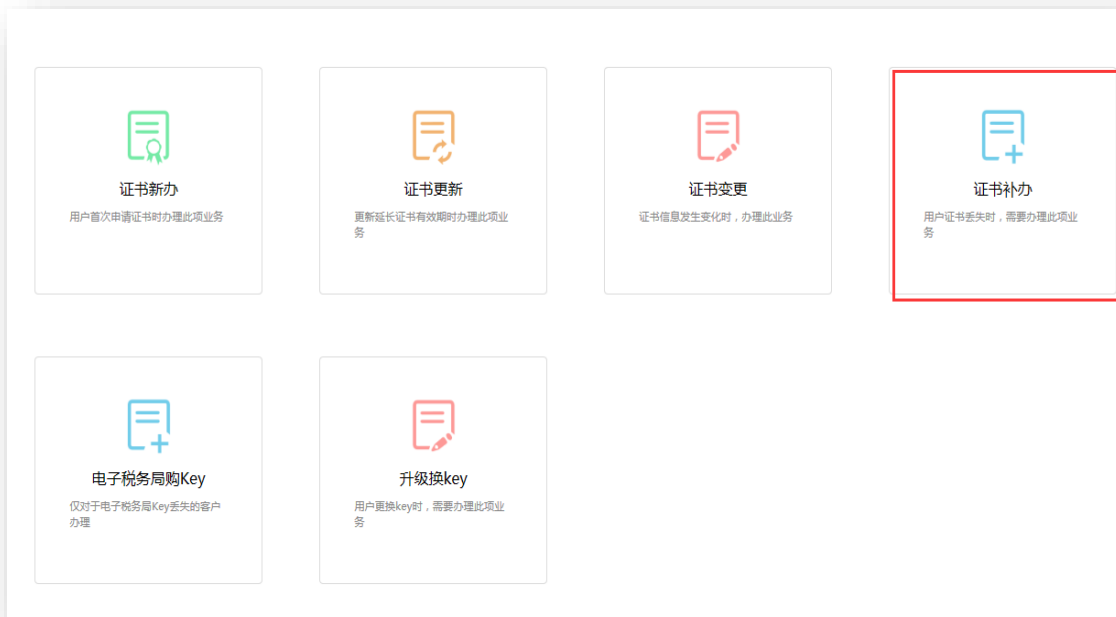 证书新办
用户首次申请证书时办理此项业务
证书更新
更新延长证书有效期时办理此项业
务
证书变更
证书信息发生变化时，办理此业务
证书补办
用户证书丢失时，需要办理此项业
务
电子税务局购Key
仅对于电子税务局Key丢失的客户
办理
升级换key
用户更换key时，需要办理此项业
务